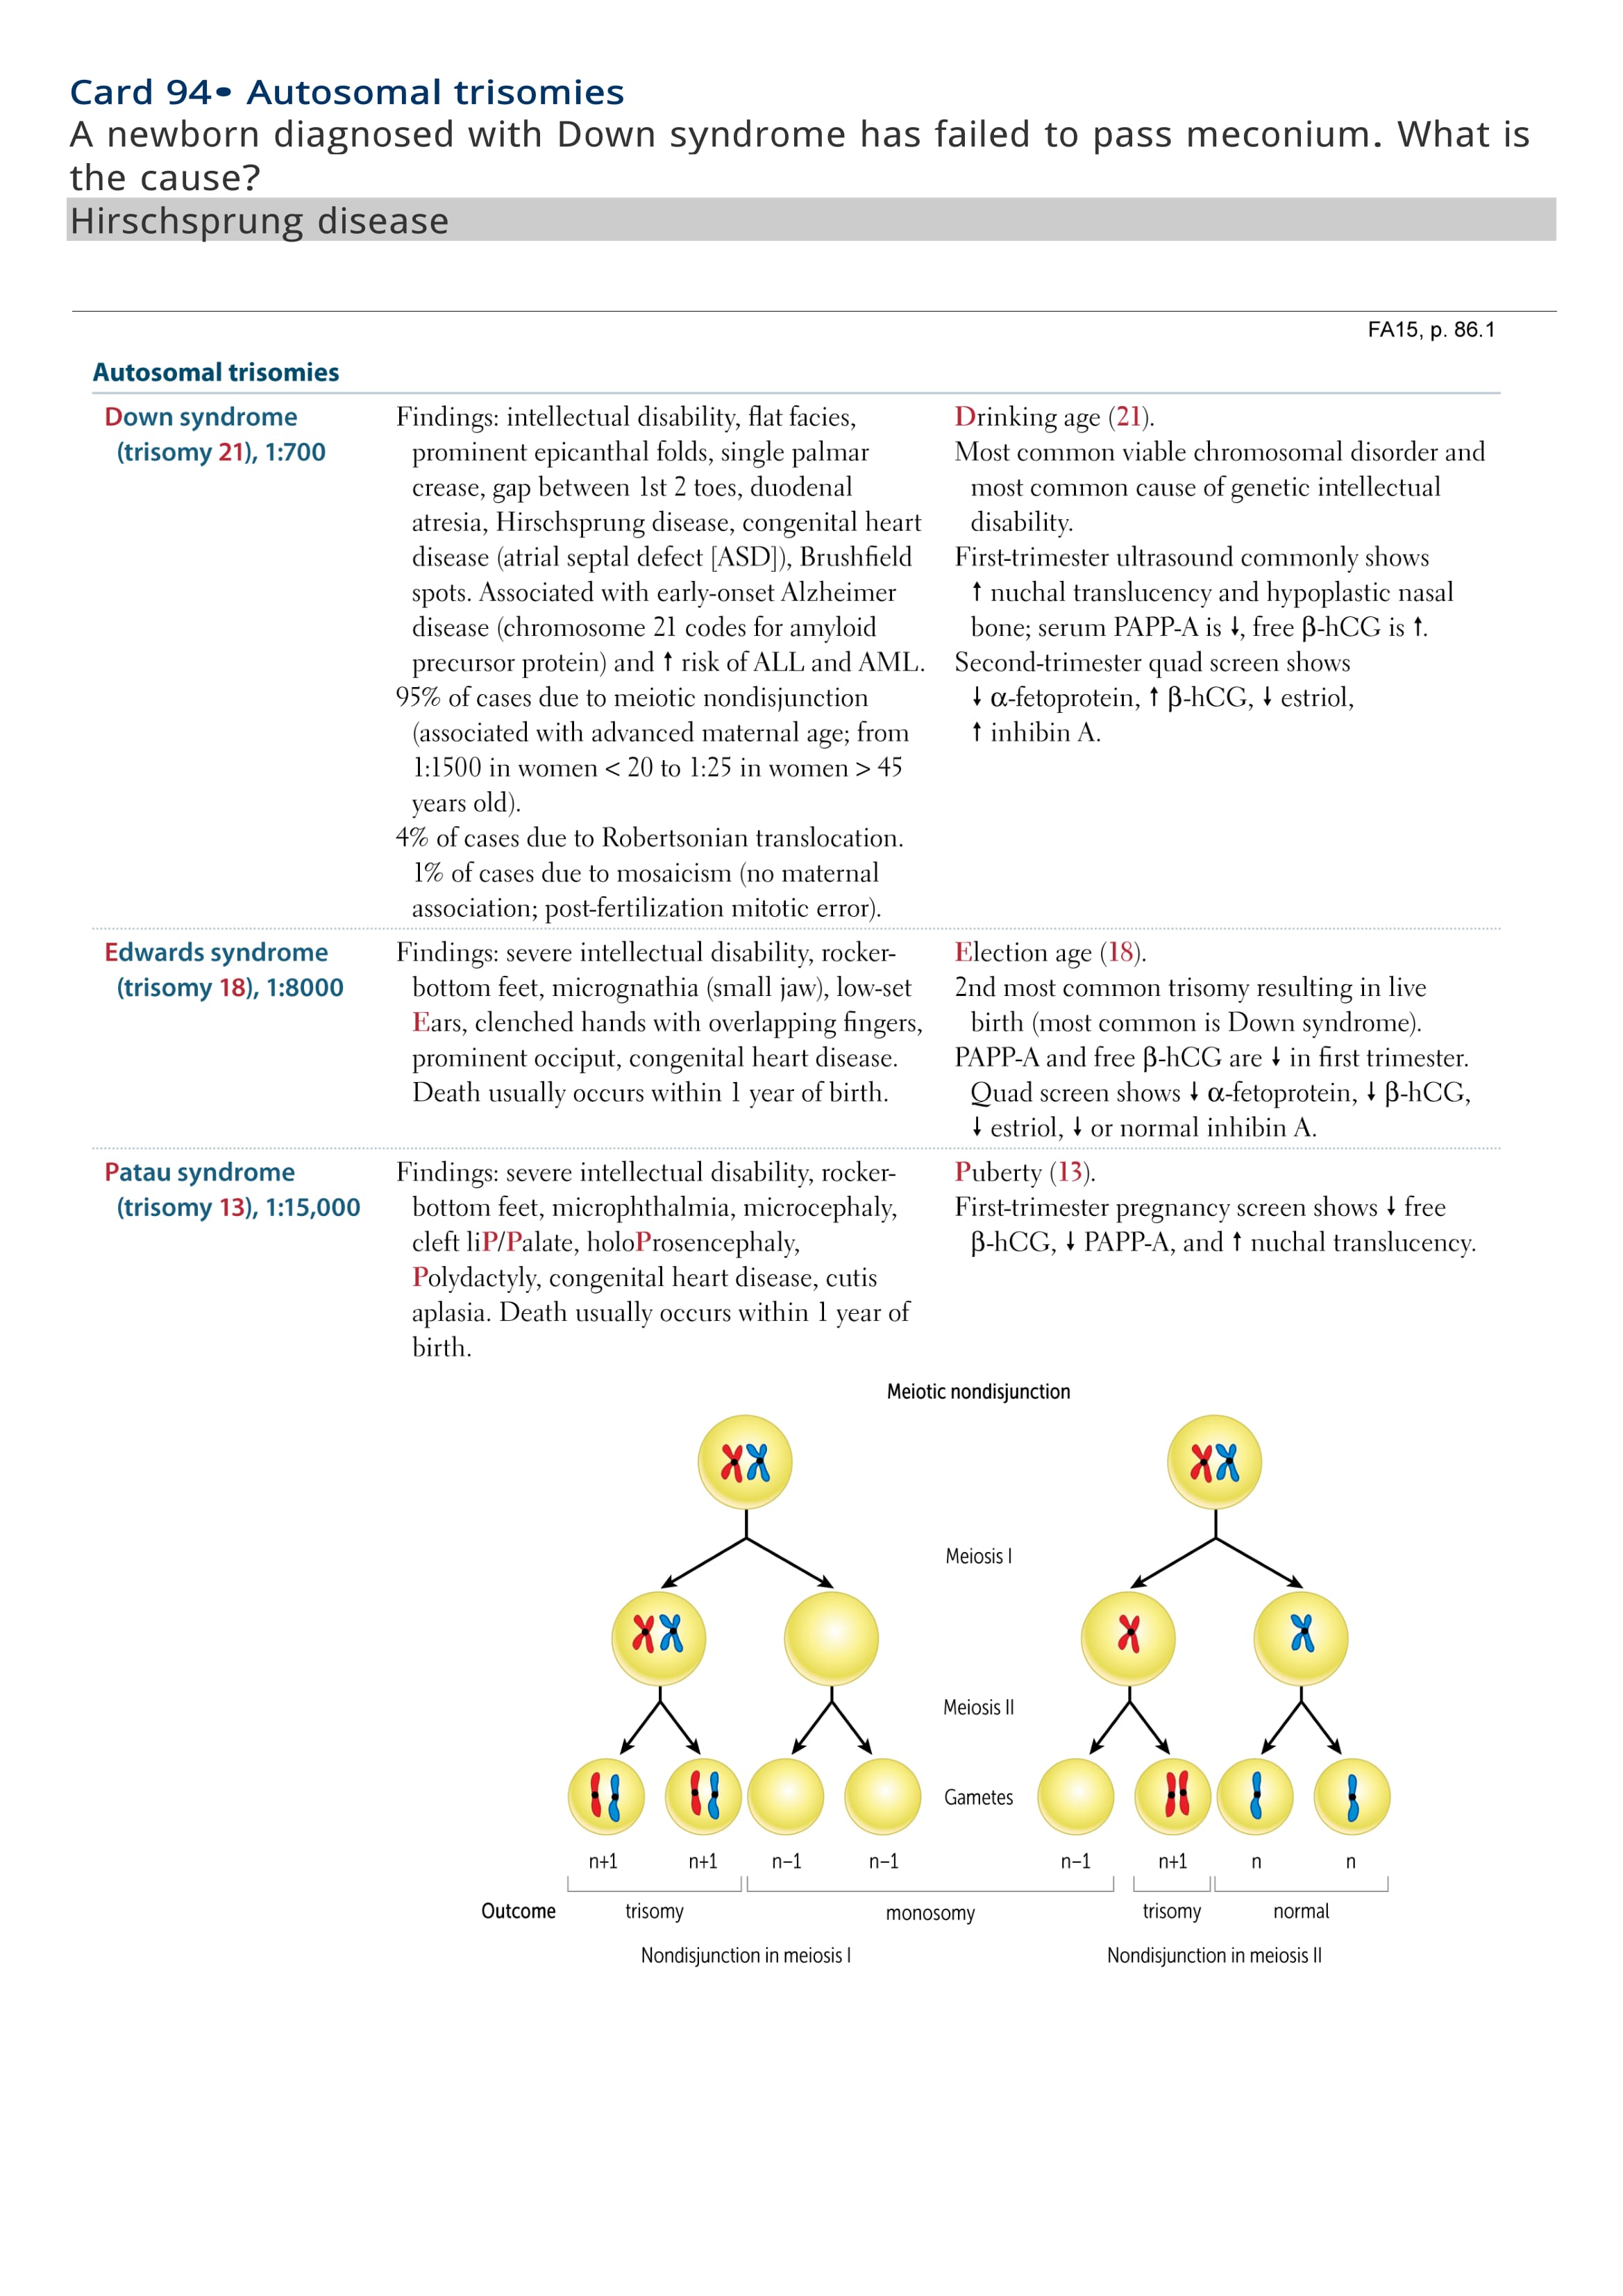 Card 94• Autosomal trisomies
A newborn diagnosed with Down syndrome has failed to pass meconium. What is
the cause?
Hirschsprung disease
FA15, p. 86.1
Autosomal trisomies
Down syndrome
(trisomy 21), 1:700
Findings: intellectual disability, flat facies,
prominent epicanthal folds, single palmar
crease, gap between 1st 2 toes, duodenal
atresia, Hirschsprung disease, congenital heart
disease (atrial septal defect [ASD]), Brushfield
spots. Associated with early-onset Alzheimer
disease (chromosome 21 codes for amyloid
precursor protein) and ↑ risk of ALL and AML.
95% of cases due to meiotic nondisjunction
(associated with advanced maternal age; from
1:1500 in women < 20 to 1:25 in women > 45
years old).
4% of cases due to Robertsonian translocation.
1% of cases due to mosaicism (no maternal
association; post-fertilization mitotic error).
Drinking age (21).
Most common viable chromosomal disorder and
most common cause of genetic intellectual
disability.
First-trimester ultrasound commonly shows
↑ nuchal translucency and hypoplastic nasal
bone; serum PAPP-A is ↓, free β-hCG is ↑.
Second-trimester quad screen shows
↓ α-fetoprotein, ↑ β-hCG, ↓ estriol,
↑ inhibin A.
Edwards syndrome
(trisomy 18), 1:8000
Findings: severe intellectual disability, rocker-
bottom feet, micrognathia (small jaw), low-set
Ears, clenched hands with overlapping fingers,
prominent occiput, congenital heart disease.
Death usually occurs within 1 year of birth.
Election age (18).
2nd most common trisomy resulting in live
birth (most common is Down syndrome).
PAPP-A and free β-hCG are ↓ in first trimester.
Quad screen shows ↓ α-fetoprotein, ↓ β-hCG,
↓ estriol, ↓ or normal inhibin A.
Patau syndrome
(trisomy 13), 1:15,000
Findings: severe intellectual disability, rocker-
bottom feet, microphthalmia, microcephaly,
cleft liP/Palate, holoProsencephaly,
Polydactyly, congenital heart disease, cutis
aplasia. Death usually occurs within 1 year of
birth.
Puberty (13).
First-trimester pregnancy screen shows ↓ free
β-hCG, ↓ PAPP-A, and ↑ nuchal translucency.
Meiotic nondisjunction
Meiosis I
Meiosis II
Gametes
n+1 n+1 n–1 n–1 n–1 n+1 n n
Outcome trisomy monosomy trisomy normal
Nondisjunction in meiosis I Nondisjunction in meiosis II